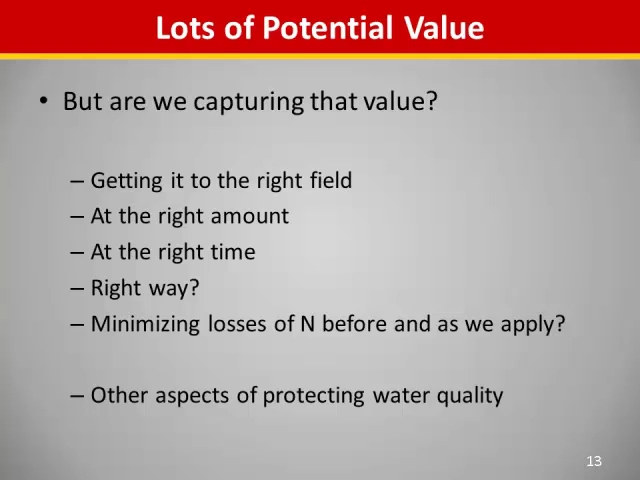 Lots of Potential Value
• But are we capturing that value?
– Getting it to the right field
– At the right amount
– At the right time
– Right way?
– Minimizing losses of N before and as we apply?
– Other aspects of protecting water quality
13